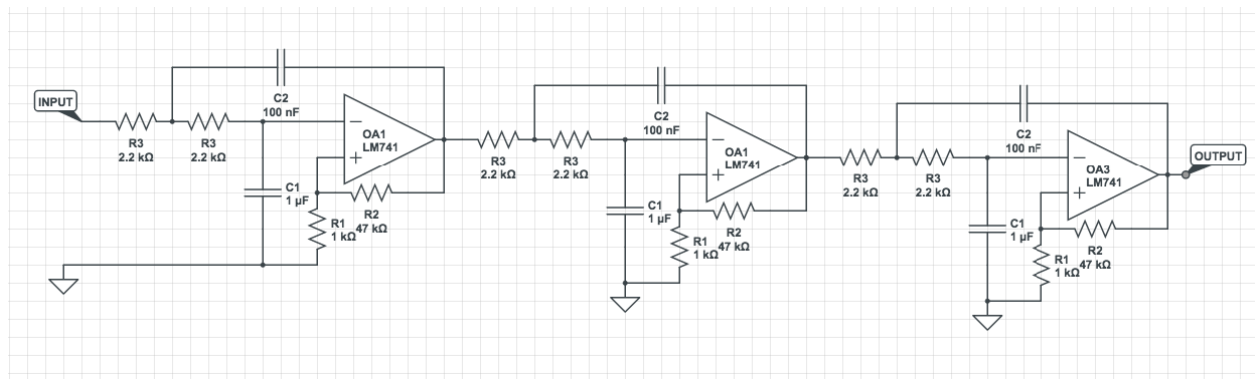 INPUT
R3
2.2 kΩ
R3
2.2 kΩ
C2
100 nF
−
+
OA1
LM741
C1
1 µF
R1
1 kΩ
R2
47 kΩ
R3
2.2 kΩ
R3
2.2 kΩ
C2
100 nF
−
+
OA1
LM741
C1
1 µF
R1
1 kΩ
R2
47 kΩ
R3
2.2 kΩ
R3
2.2 kΩ
C2
100 nF
−
+
OA3
LM741
C1
1 µF
R1
1 kΩ
R2
47 kΩ
OUTPUT